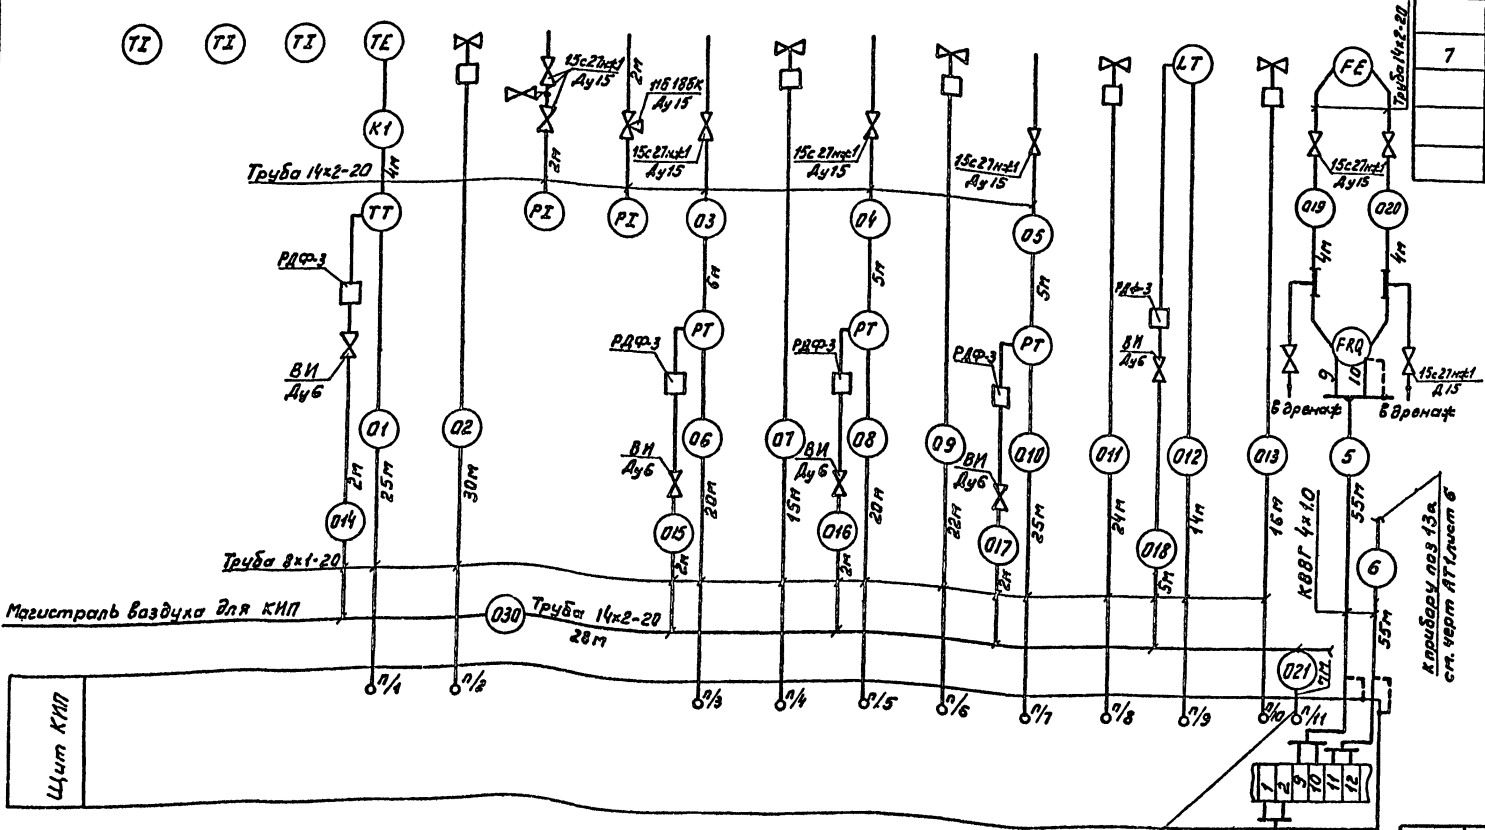 TI
TI
TI
TE
К1
4м
Труба 14х2-20
TT
РДФ-3
ВИ
Ду6
01
02
2м
25м
30м
014
15с27нж1
Ду15
2м
11б18бк
Ду15
2м
PI
PI
15с27нж1
Ду15
03
6м
PT
РДФ-3
06
ВИ
Ду6
20м
015
2м
15с27нж1
Ду15
04
5м
PT
РДФ-3
07
08
ВИ
Ду6
15м
20м
016
2м
15с27нж1
Ду15
05
5м
PT
РДФ-3
09
010
ВИ
Ду6
22м
25м
017
2м
LT
РДФ-3
ВИ
Ду6
011
012
013
24м
14м
16м
018
5м
Труба 14х2-20
7
FE
15с27нж1
Ду15
019
020
4м
4м
FRQ
9
10
15с27нж1
Д15
В дренаж
В дренаж
5
55м
КВВГ 4х1.0
6
55м
К прибору поз 13а
см. черт АТ1 лист 6
Труба 8х1-20
Магистраль воздуха для КИП
030
Труба 14х2-20
28м
021
7м
Щит КИП
п/1
п/2
п/3
п/4
п/5
п/6
п/7
п/8
п/9
п/10
п/11
1
2
9
10
11
12